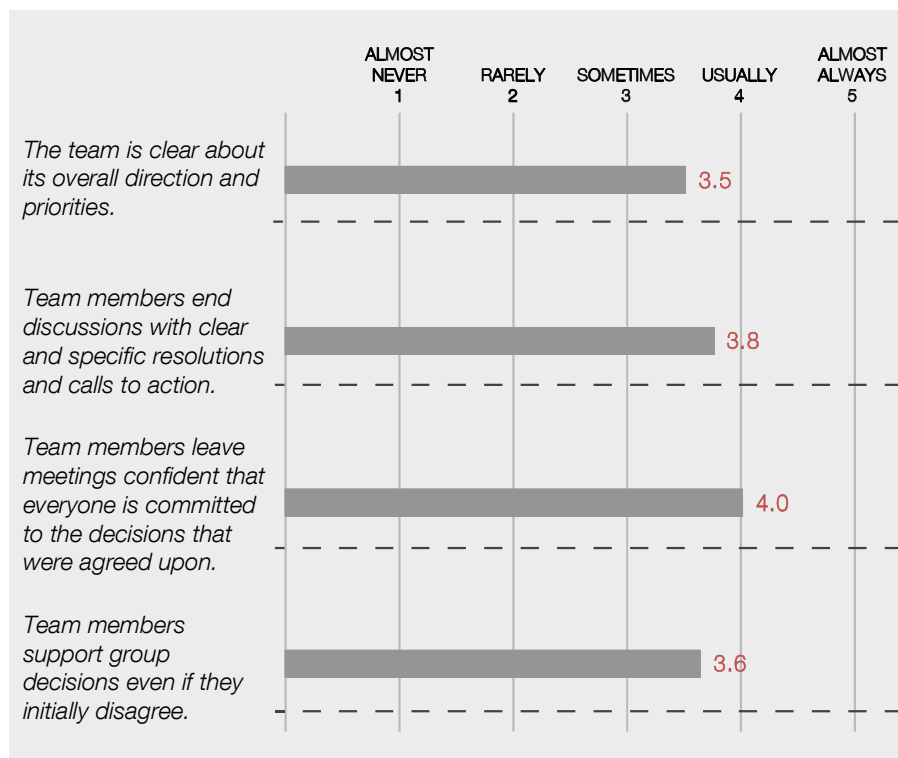 ALMOST NEVER 1
RARELY 2
SOMETIMES 3
USUALLY 4
ALMOST ALWAYS 5
The team is clear about
its overall direction and
priorities.
3.5
Team members end
discussions with clear
and specific resolutions
and calls to action.
3.8
Team members leave
meetings confident that
everyone is committed
to the decisions that
were agreed upon.
4.0
Team members
support group
decisions even if they
initially disagree.
3.6